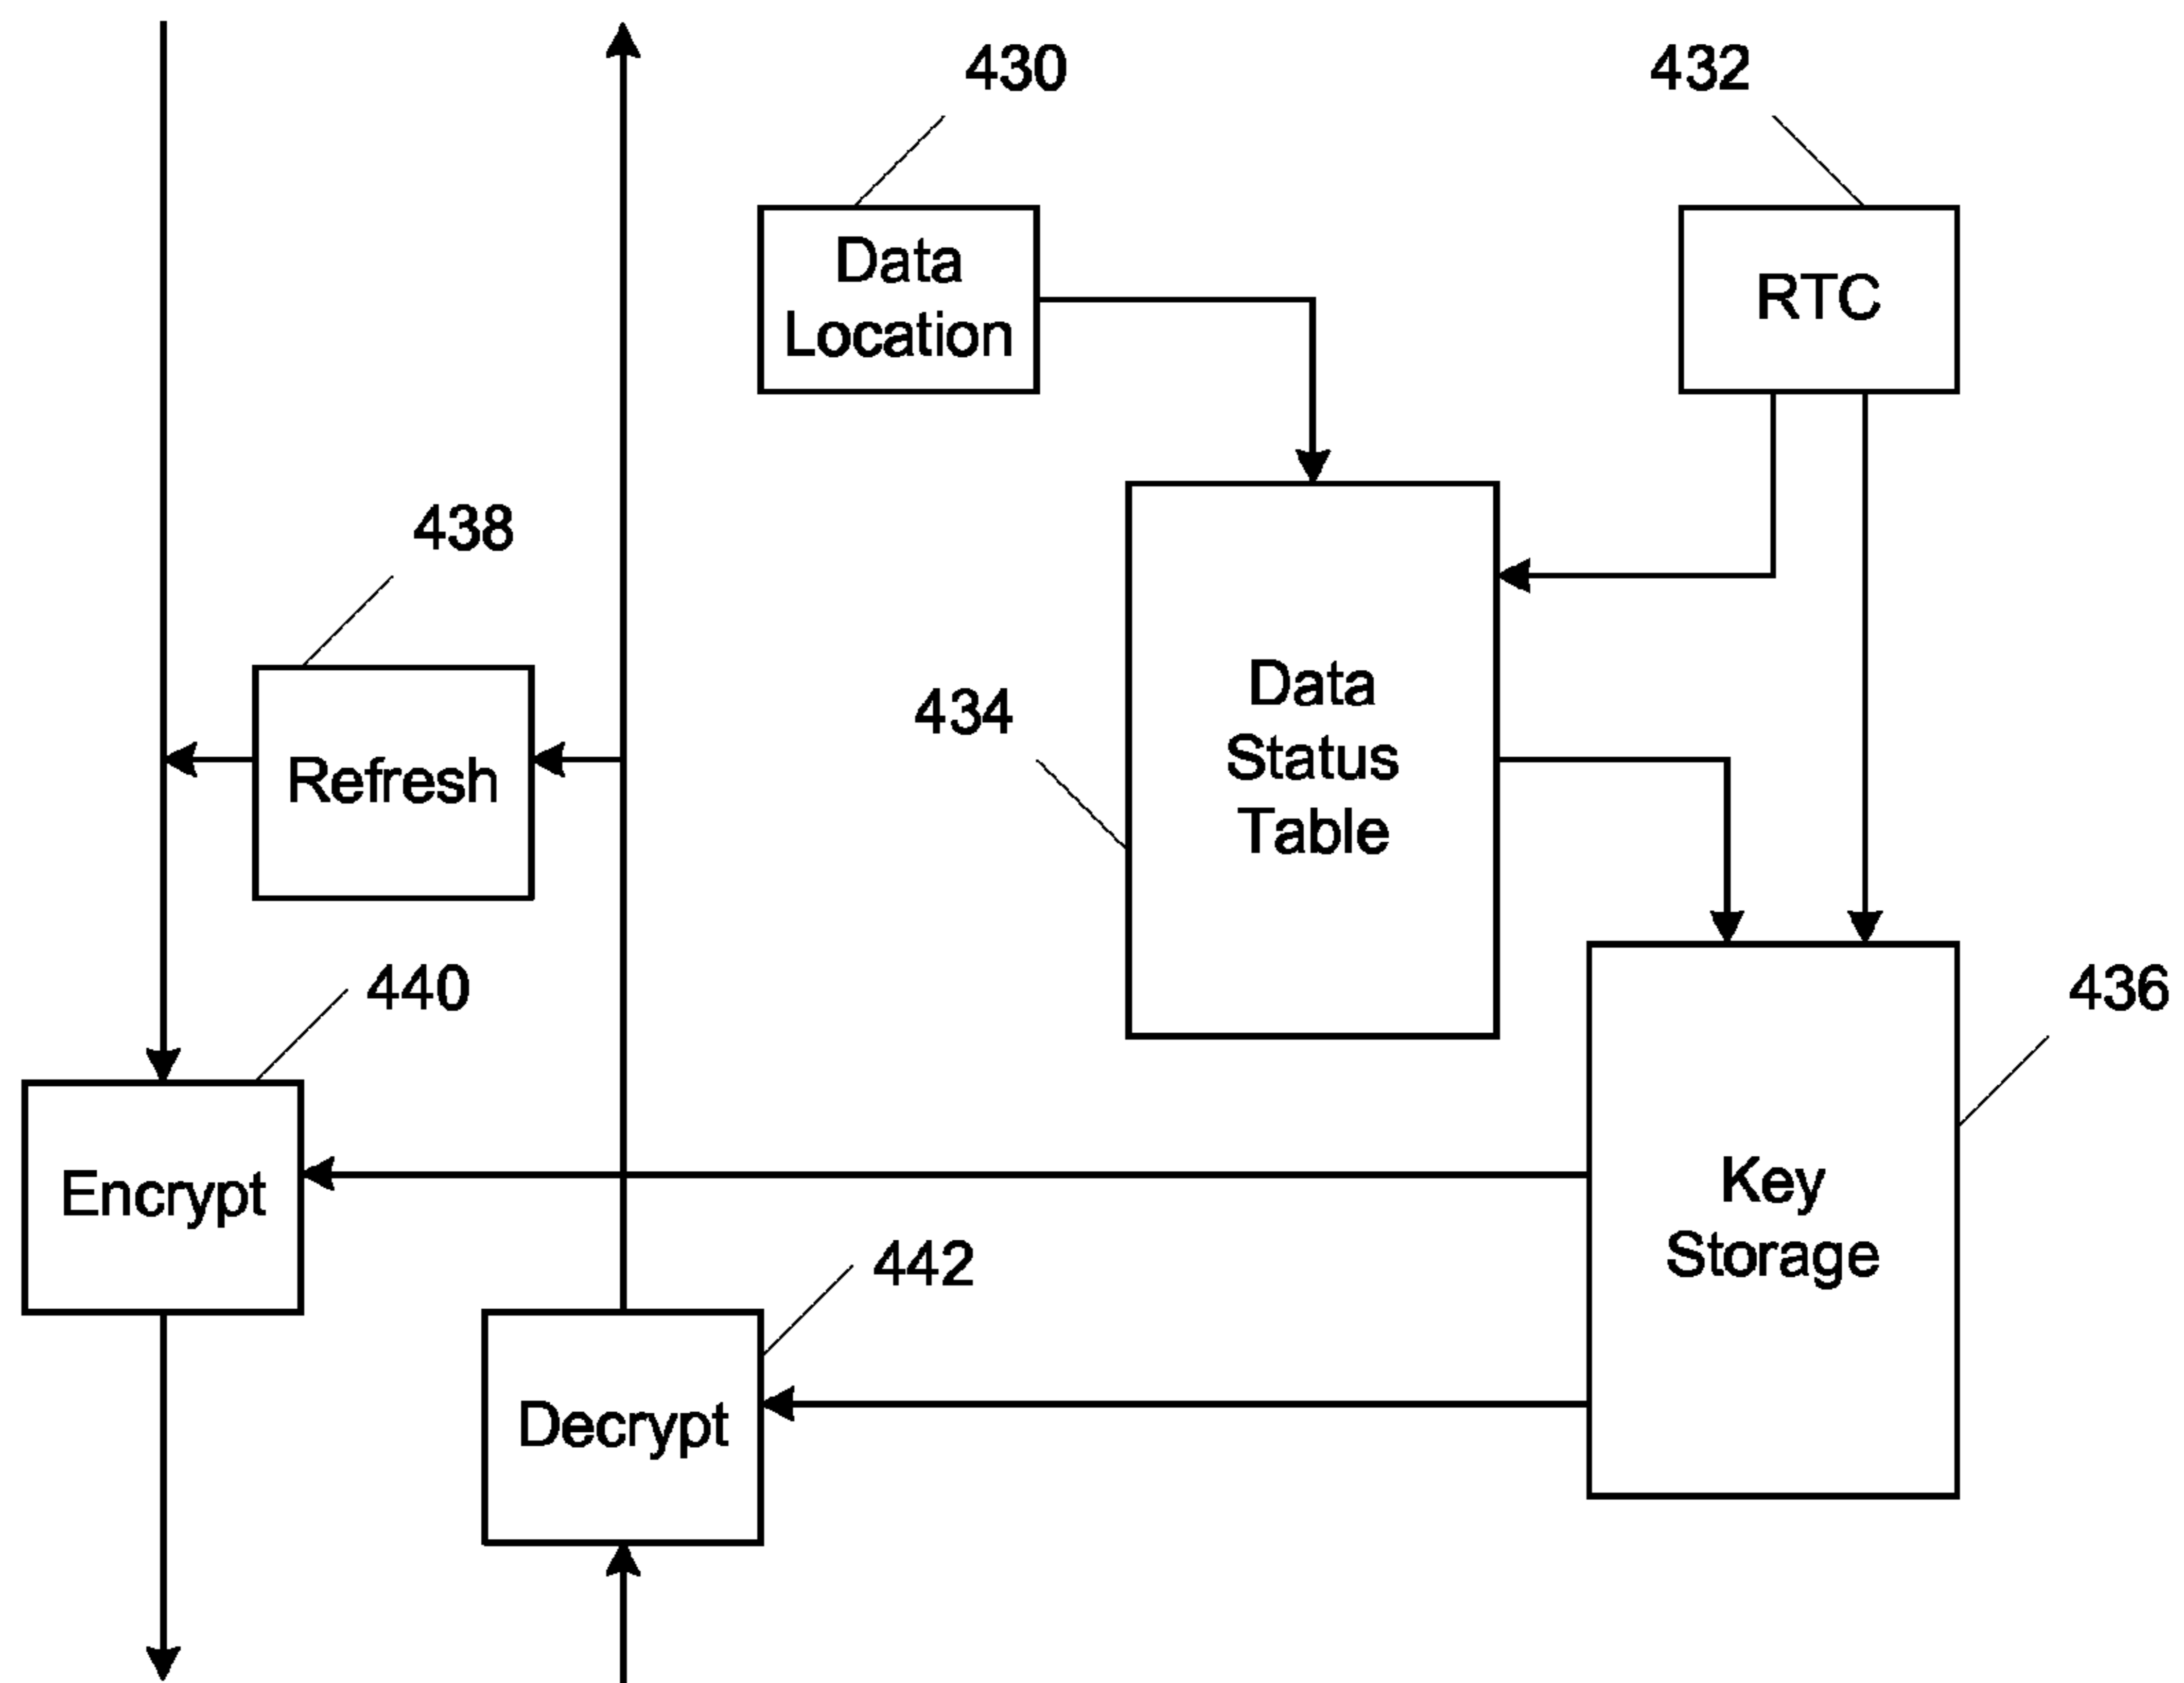 430
432
Data
Location
RTC
438
434
Data
Status
Table
Refresh
440
436
Encrypt
Key
Storage
442
Decrypt